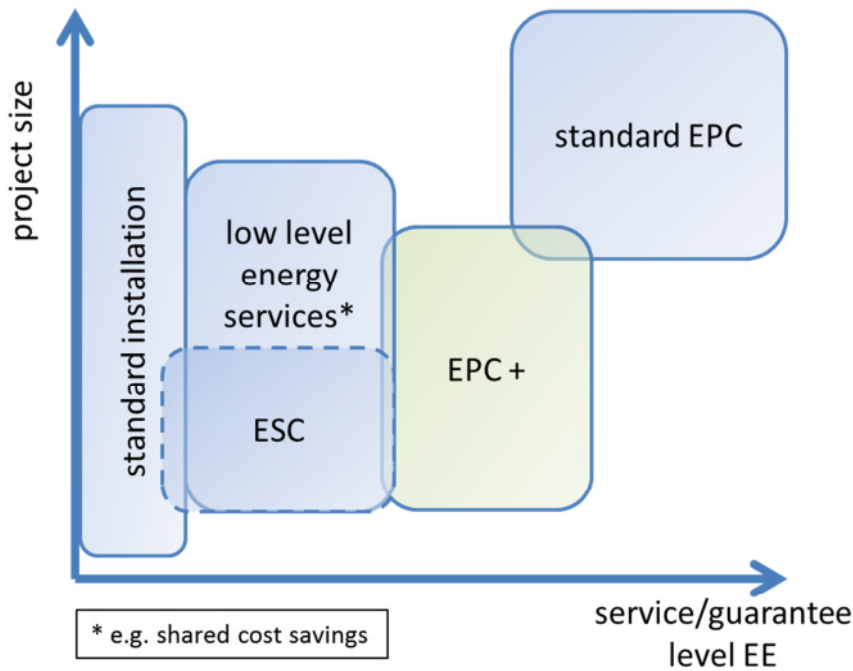 project size
standard installation
low level
energy
services*
ESC
EPC +
standard EPC
service/guarantee
level EE
* e.g. shared cost savings